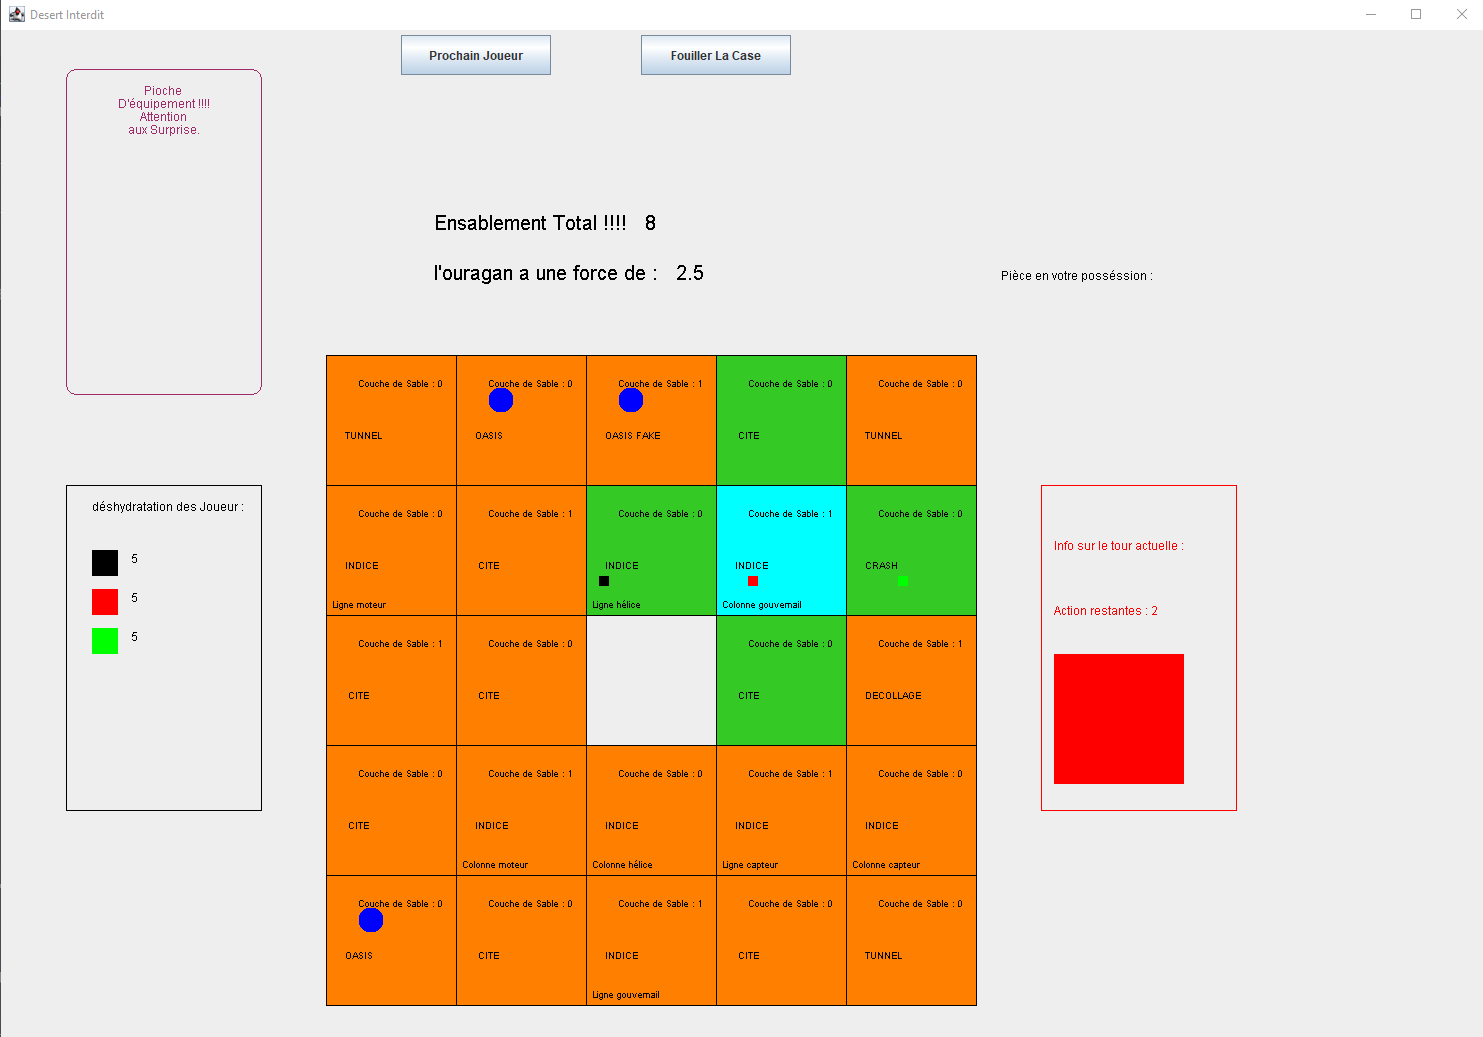 Desert Interdit
Prochain Joueur
Fouiller La Case
Pioche
D'équipement !!!!
Attention
aux Surprise.
Ensablement Total !!!! 8
l'ouragan a une force de : 2.5
Pièce en votre posséssion :
Couche de Sable : 0
Couche de Sable : 0
Couche de Sable : 1
Couche de Sable : 0
Couche de Sable : 0
TUNNEL
OASIS
OASIS FAKE
CITE
TUNNEL
déshydratation des Joueur :
5
5
5
Couche de Sable : 0
Couche de Sable : 1
Couche de Sable : 0
Couche de Sable : 1
Couche de Sable : 0
INDICE
CITE
INDICE
INDICE
CRASH
Ligne moteur
Ligne hélice
Colonne gouvernail
Info sur le tour actuelle :
Action restantes : 2
Couche de Sable : 1
Couche de Sable : 0
Couche de Sable : 0
Couche de Sable : 1
CITE
CITE
CITE
DECOLLAGE
Couche de Sable : 0
Couche de Sable : 1
Couche de Sable : 0
Couche de Sable : 1
Couche de Sable : 0
CITE
INDICE
INDICE
INDICE
INDICE
Colonne moteur
Colonne hélice
Ligne capteur
Colonne capteur
Couche de Sable : 0
Couche de Sable : 0
Couche de Sable : 1
Couche de Sable : 0
Couche de Sable : 0
OASIS
CITE
INDICE
CITE
TUNNEL
Ligne gouvernail